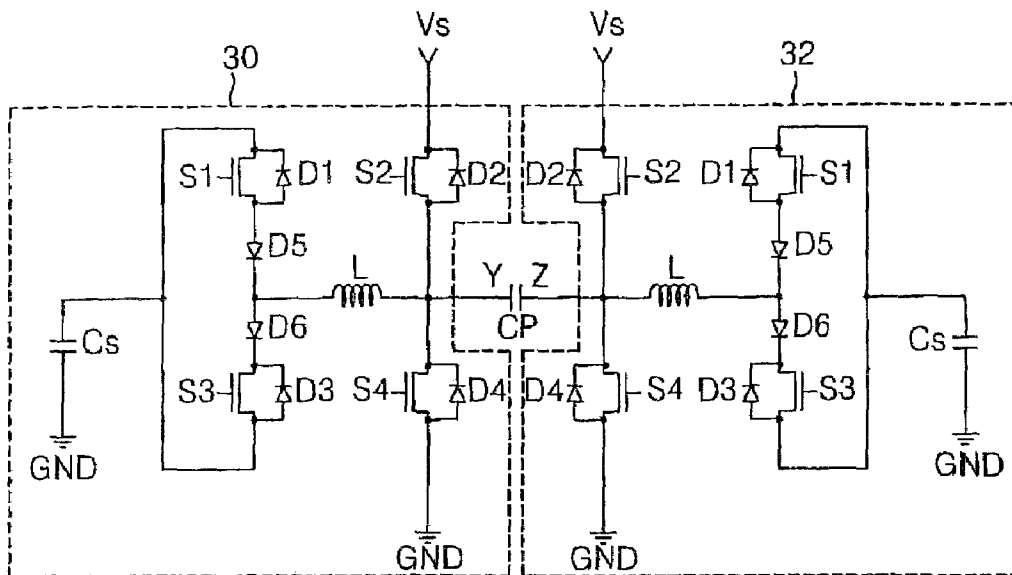 Vs Vs
30 32
S1 D1 S2 D2 D2 S2 D1 S1
D5 D5
L Y Z L
CP
Cs D6 D6 Cs
S3 D3 S4 D4 D4 S4 D3 S3
GND GND
GND GND